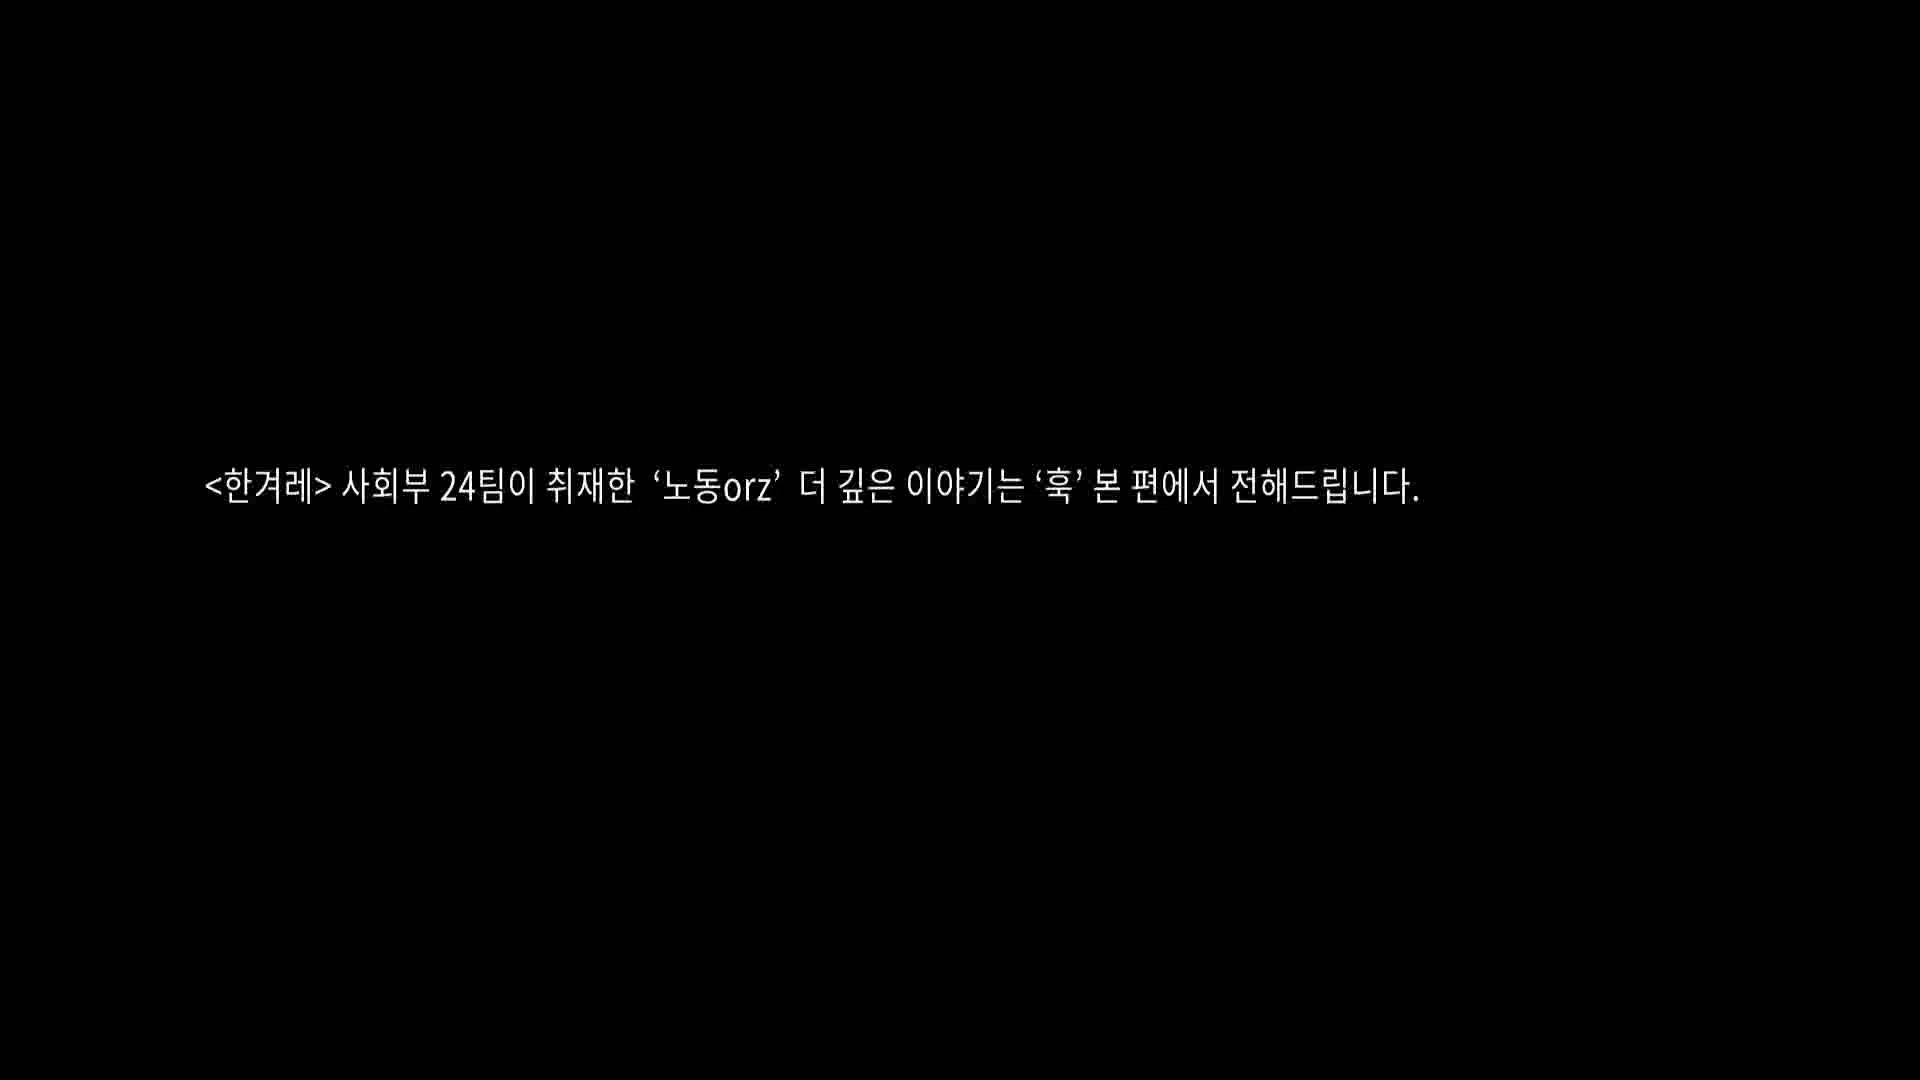 <한겨레> 사회부 24팀이 취재한 ‘노동orz’ 더 깊은 이야기는 ‘훅’ 본 편에서 전해드립니다.